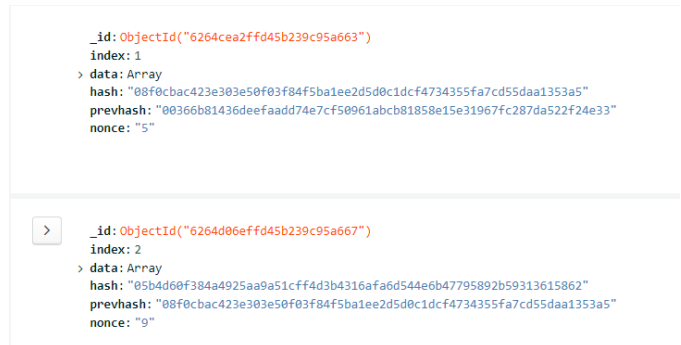 _id: ObjectId("6264cea2ffd45b239c95a663")
index: 1
> data: Array
hash: "08f0cbac423e303e50f03f84f5ba1ee2d5d0c1dcf4734355fa7cd55daa1353a5"
prevhash: "00366b81436deefaadd74e7cf50961abcb81858e15e31967fc287da522f24e33"
nonce: "5"
_id: ObjectId("6264d06effd45b239c95a667")
index: 2
> data: Array
hash: "05b4d60f384a4925aa9a51cff4d3b4316afa6d544e6b47795892b59313615862"
prevhash: "08f0cbac423e303e50f03f84f5ba1ee2d5d0c1dcf4734355fa7cd55daa1353a5"
nonce: "9"